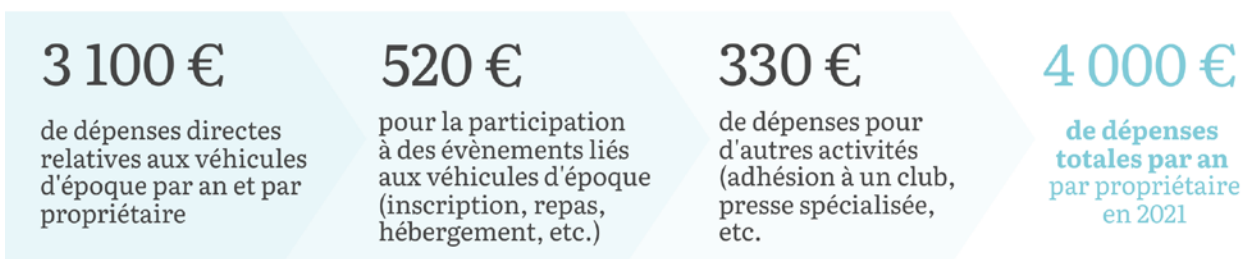 3 100 €
de dépenses directes
relatives aux véhicules
d'époque par an et par
propriétaire
520 €
pour la participation
à des évènements liés
aux véhicules d'époque
(inscription, repas,
hébergement, etc.)
330 €
de dépenses pour
d'autres activités
(adhésion à un club,
presse spécialisée,
etc.
4 000 €
de dépenses
totales par an
par propriétaire
en 2021